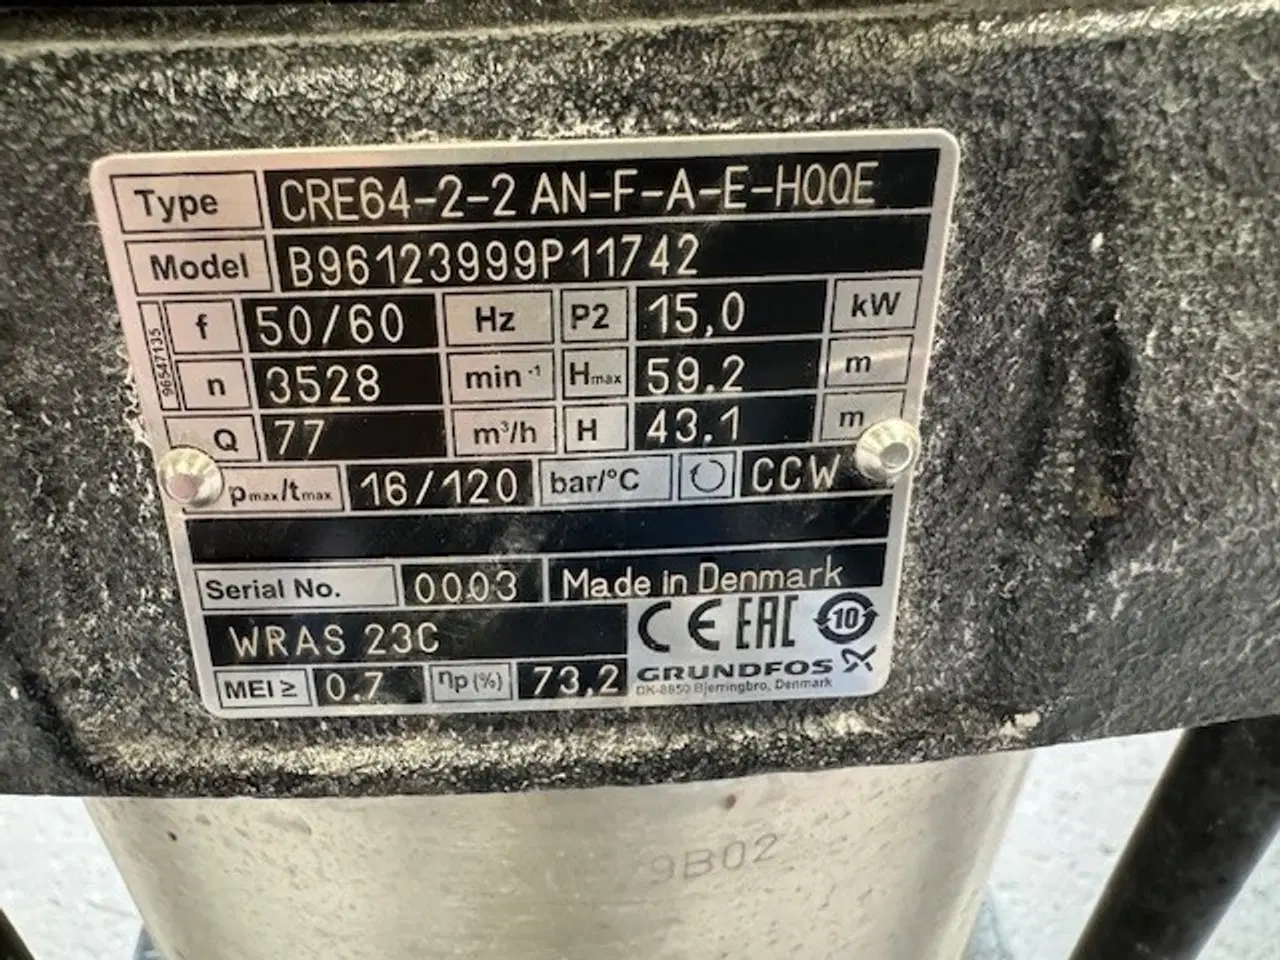 Type CRE64-2-2 AN-F-A-E-HQQE
Model B96123999P11742
96547135
f 50/60 Hz P2 15,0 kW
n 3528 min⁻¹ Hmax 59.2 m
Q 77 m³/h H 43.1 m
pmax/tmax 16/120 bar/°C CCW
Serial No. 0003 Made in Denmark
WRAS 23C CE EAC 10
GRUNDFOS
MEI ≥ 0.7 ηp(%) 73,2 DK-8850 Bjerringbro, Denmark
9B02